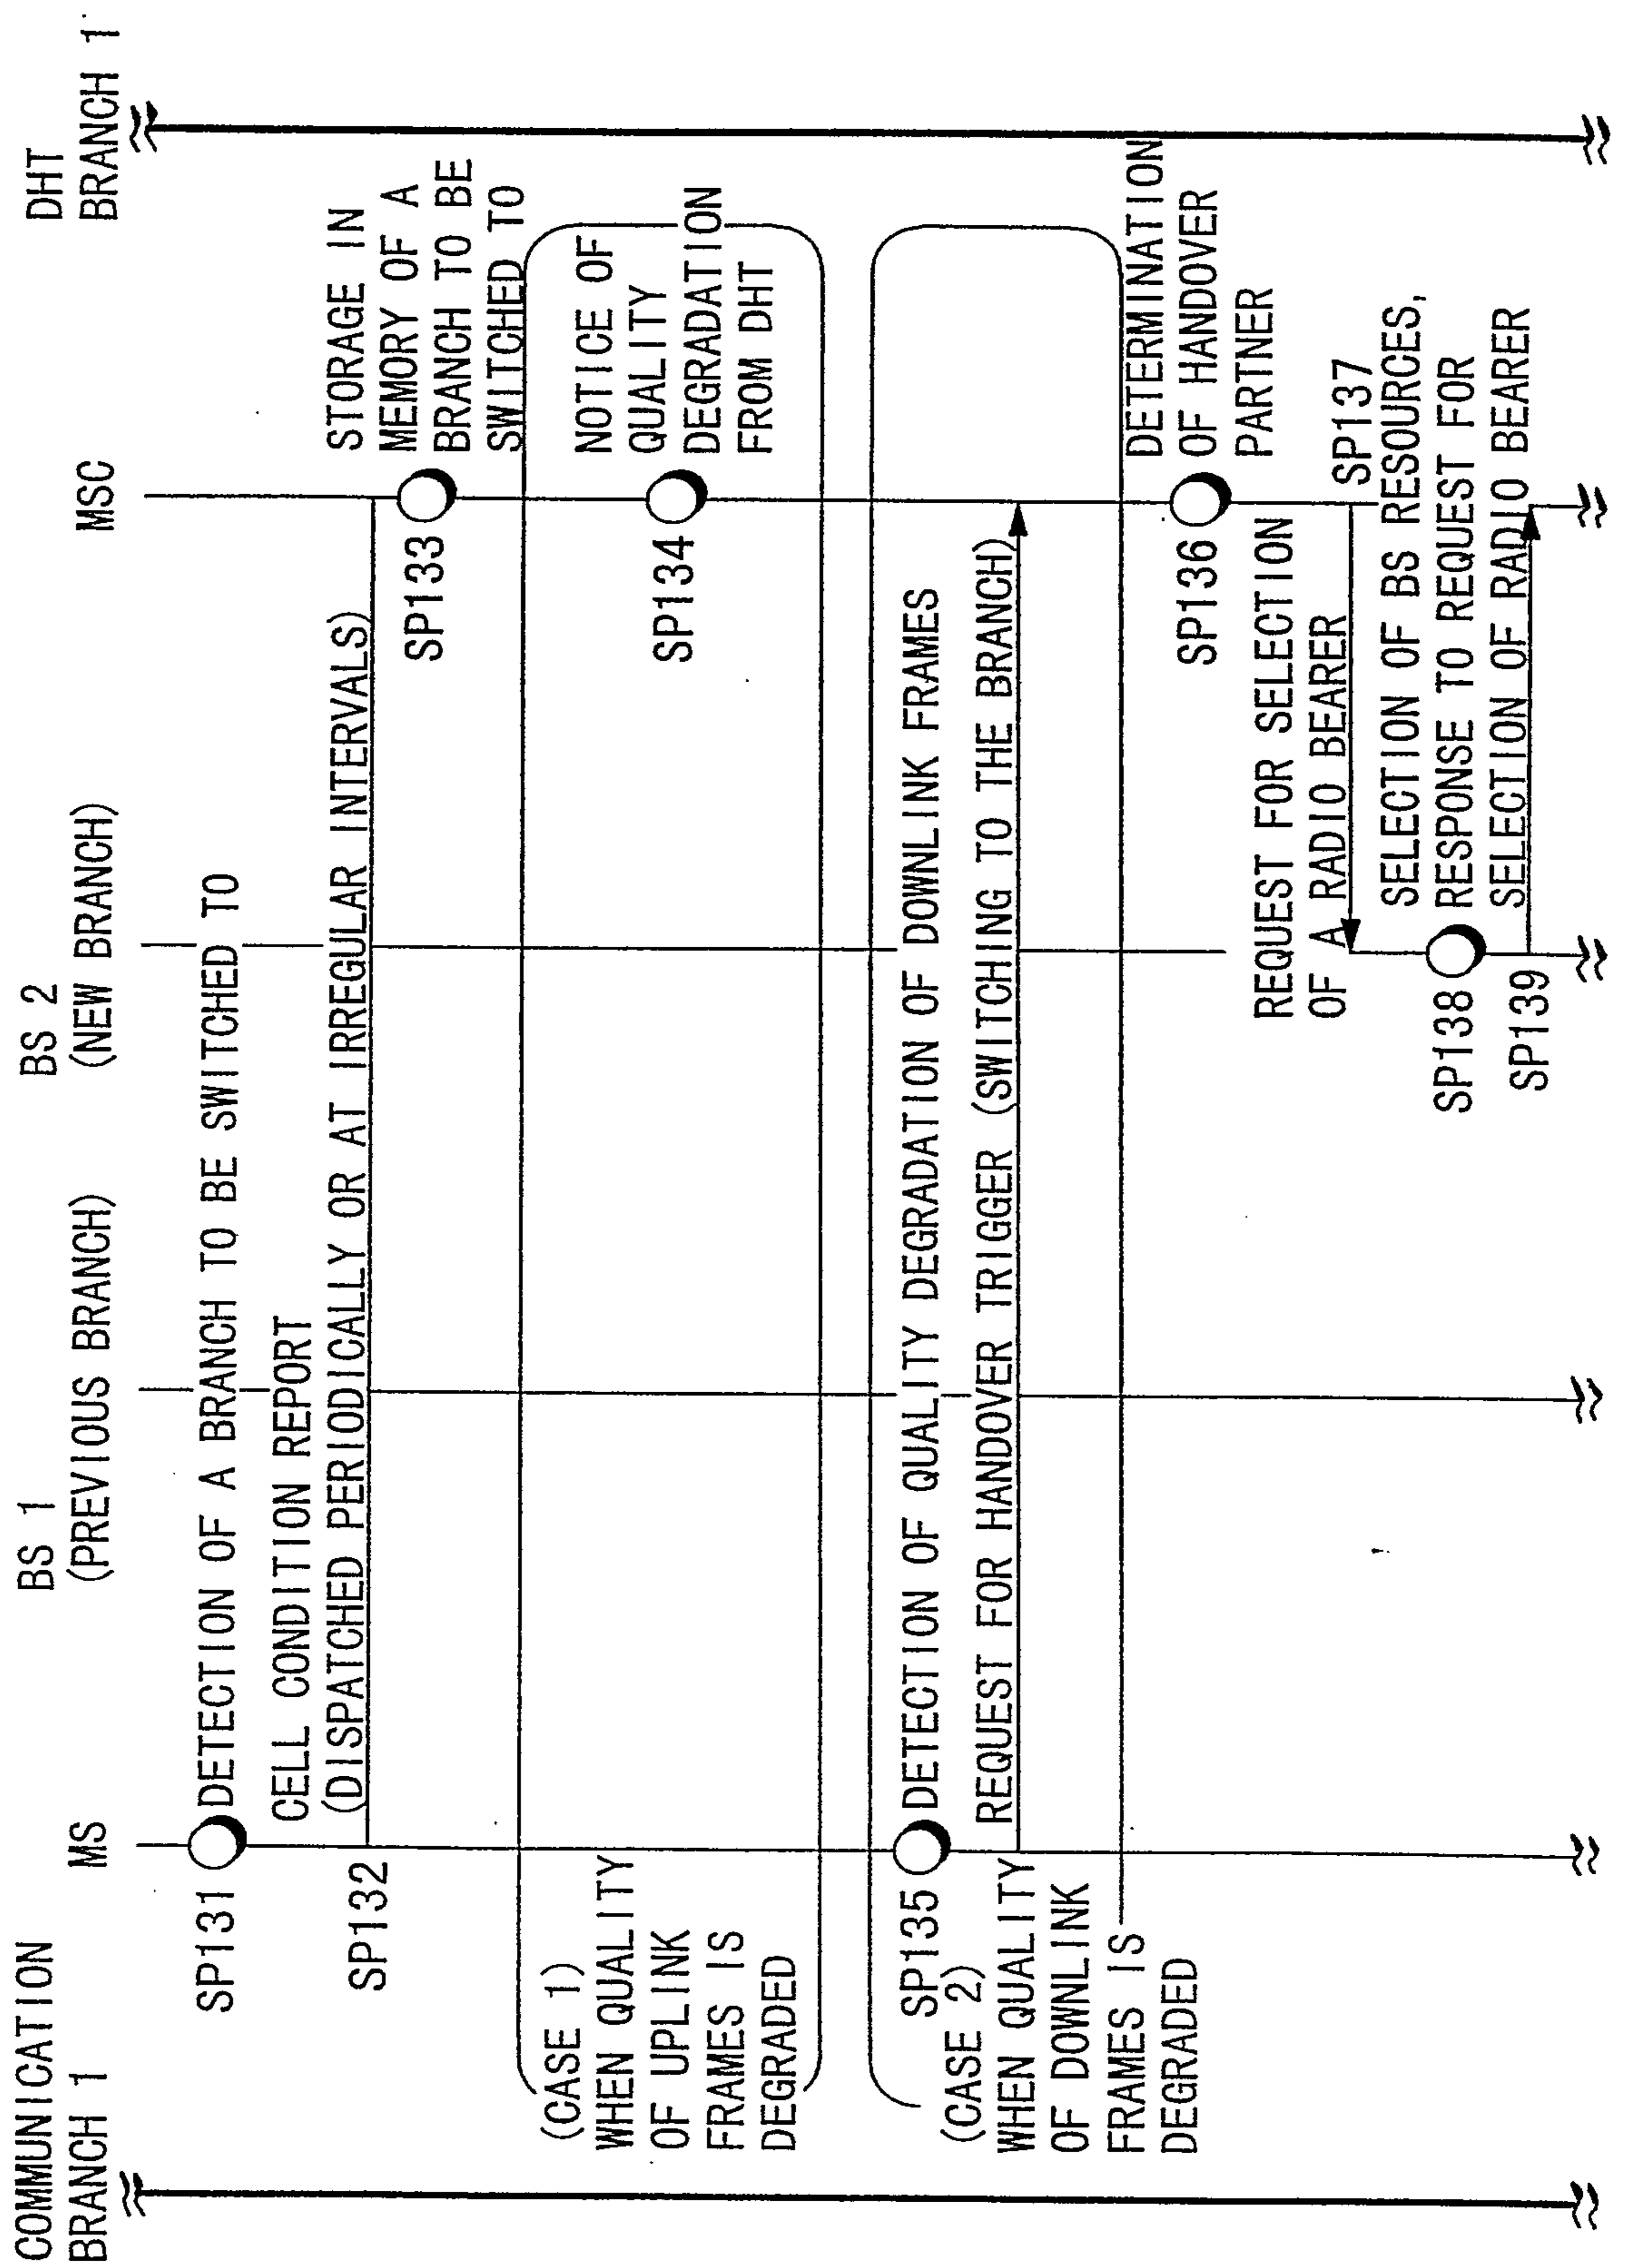 COMMUNICATION
BRANCH 1
MS
BS 1
(PREVIOUS BRANCH)
BS 2
(NEW BRANCH)
MSC
DHT
BRANCH 1
SP131
DETECTION OF A BRANCH TO BE SWITCHED TO
CELL CONDITION REPORT
(DISPATCHED PERIODICALLY OR AT IRREGULAR INTERVALS)
SP132
STORAGE IN
MEMORY OF A
BRANCH TO BE
SWITCHED TO
SP133
(CASE 1)
WHEN QUALITY
OF UPLINK
FRAMES IS
DEGRADED
SP134
NOTICE OF
QUALITY
DEGRADATION
FROM DHT
SP135
DETECTION OF QUALITY DEGRADATION OF DOWNLINK FRAMES
(CASE 2)
WHEN QUALITY
OF DOWNLINK
FRAMES IS
DEGRADED
REQUEST FOR HANDOVER TRIGGER (SWITCHING TO THE BRANCH)
DETERMINATION
OF HANDOVER
PARTNER
SP136
REQUEST FOR SELECTION
OF A RADIO BEARER
SP137
SELECTION OF BS RESOURCES,
RESPONSE TO REQUEST FOR
SELECTION OF RADIO BEARER
SP138
SP139